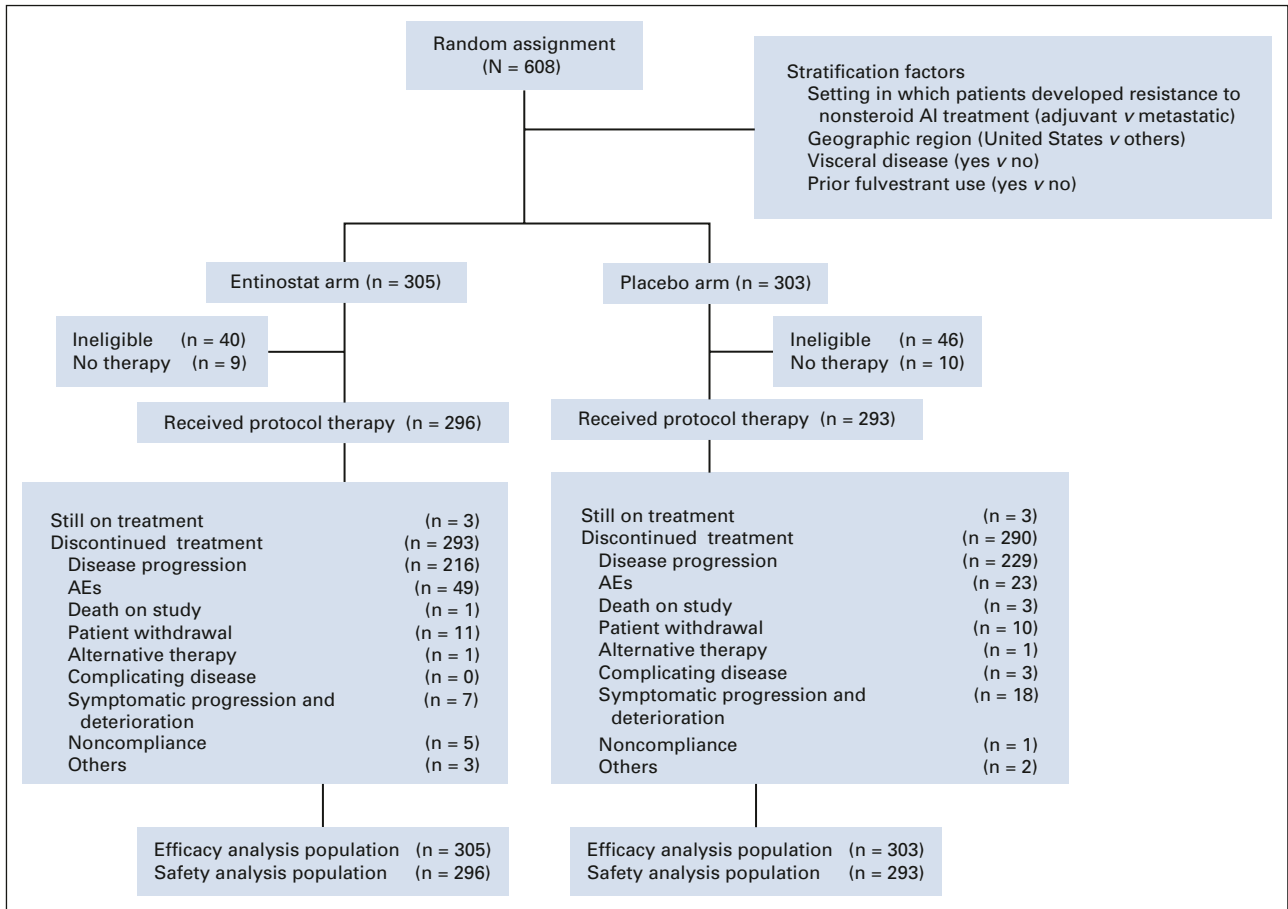 Random assignment
(N = 608)
Stratification factors
Setting in which patients developed resistance to
nonsteroid AI treatment (adjuvant v metastatic)
Geographic region (United States v others)
Visceral disease (yes v no)
Prior fulvestrant use (yes v no)
Entinostat arm (n = 305)
Placebo arm (n = 303)
Ineligible (n = 40)
No therapy (n = 9)
Ineligible (n = 46)
No therapy (n = 10)
Received protocol therapy (n = 296)
Received protocol therapy (n = 293)
Still on treatment (n = 3)
Discontinued treatment (n = 293)
Disease progression (n = 216)
AEs (n = 49)
Death on study (n = 1)
Patient withdrawal (n = 11)
Alternative therapy (n = 1)
Complicating disease (n = 0)
Symptomatic progression and (n = 7)
deterioration
Noncompliance (n = 5)
Others (n = 3)
Still on treatment (n = 3)
Discontinued treatment (n = 290)
Disease progression (n = 229)
AEs (n = 23)
Death on study (n = 3)
Patient withdrawal (n = 10)
Alternative therapy (n = 1)
Complicating disease (n = 3)
Symptomatic progression and (n = 18)
deterioration
Noncompliance (n = 1)
Others (n = 2)
Efficacy analysis population (n = 305)
Safety analysis population (n = 296)
Efficacy analysis population (n = 303)
Safety analysis population (n = 293)